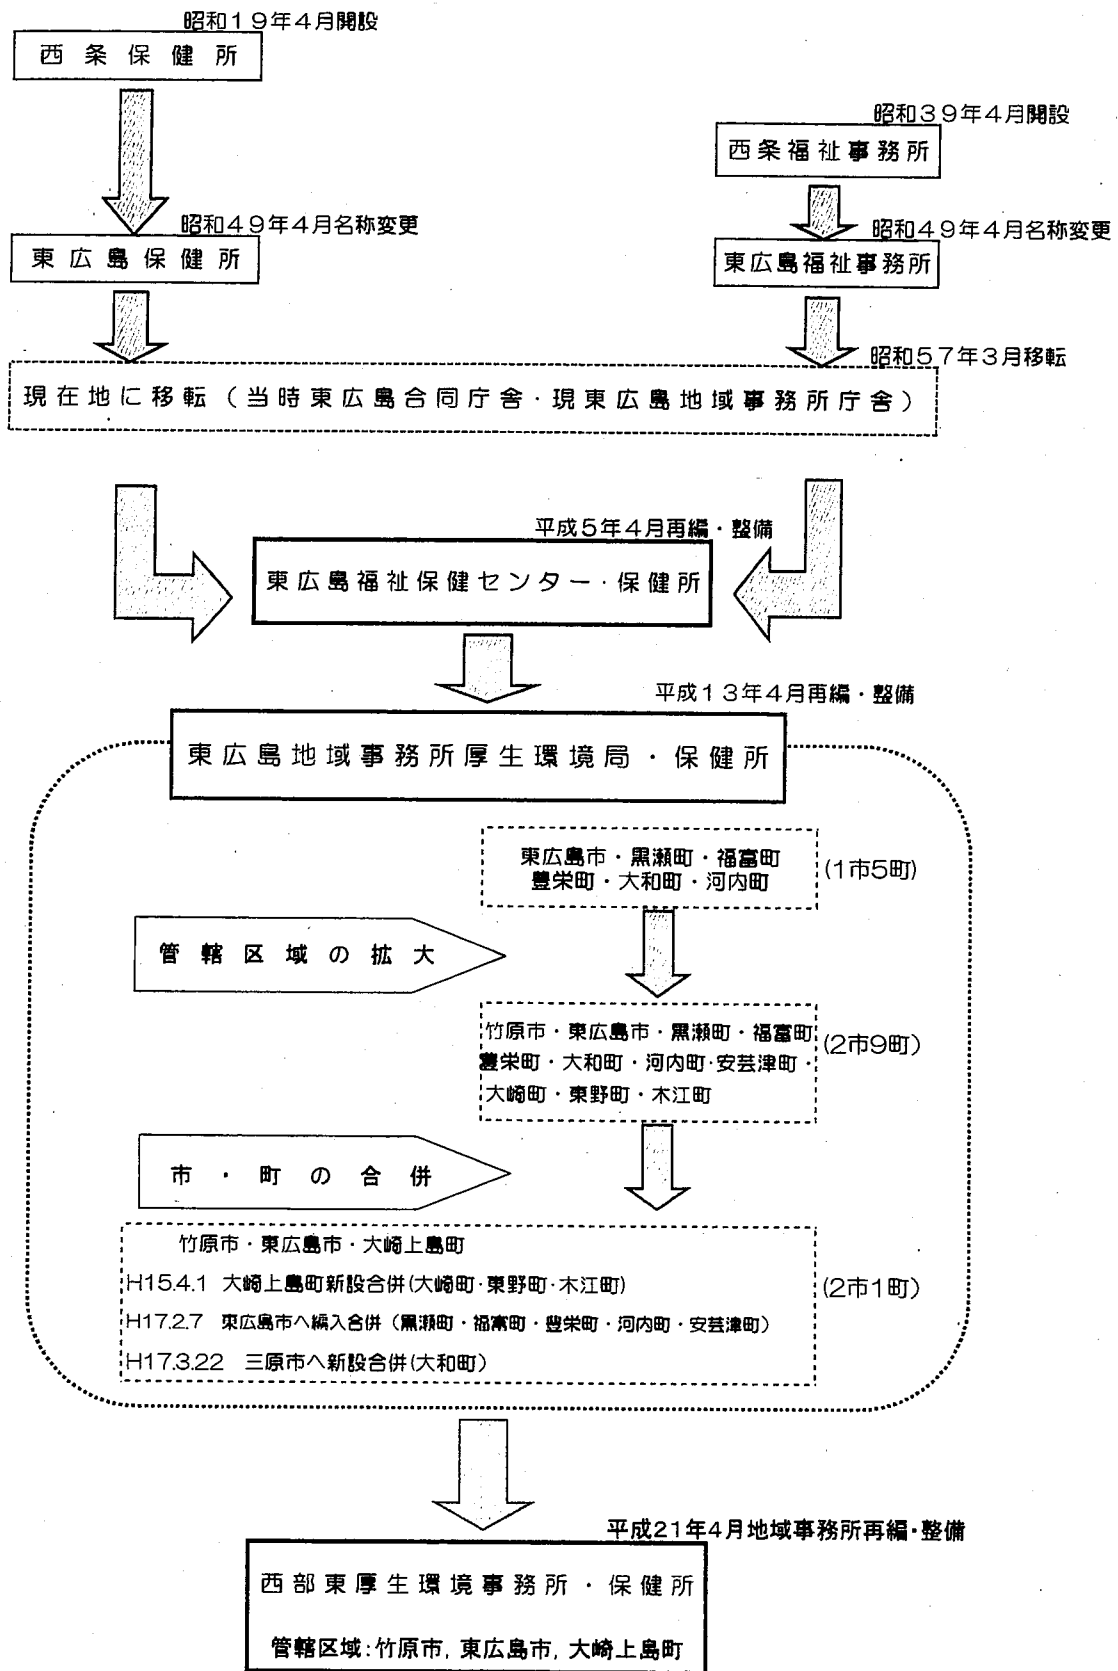 昭和19年4月開設
西条保健所
昭和39年4月開設
西条福祉事務所
昭和49年4月名称変更
東広島保健所
昭和49年4月名称変更
東広島福祉事務所
昭和57年3月移転
現在地に移転（当時東広島合同庁舎・現東広島地域事務所庁舎）
平成5年4月再編・整備
東広島福祉保健センター・保健所
平成13年4月再編・整備
東広島地域事務所厚生環境局・保健所
東広島市・黒瀬町・福富町
豊栄町・大和町・河内町
(1市5町)
管轄区域の拡大
竹原市・東広島市・黒瀬町・福富町
豊栄町・大和町・河内町・安芸津町・
大崎町・東野町・木江町
(2市9町)
市・町の合併
竹原市・東広島市・大崎上島町
H15.4.1 大崎上島町新設合併(大崎町・東野町・木江町)
H17.2.7 東広島市へ編入合併（黒瀬町・福富町・豊栄町・河内町・安芸津町）
H17.3.22 三原市へ新設合併(大和町)
(2市1町)
平成21年4月地域事務所再編・整備
西部東厚生環境事務所・保健所
管轄区域:竹原市,東広島市,大崎上島町